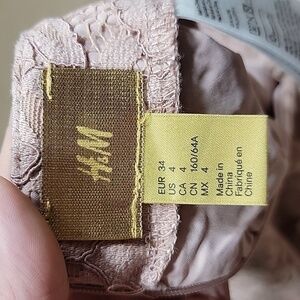 H&M
EUR 34
US 4
CA 4
CN 160/64A
MX 4
Made in
China
Fabriqué en
Chine